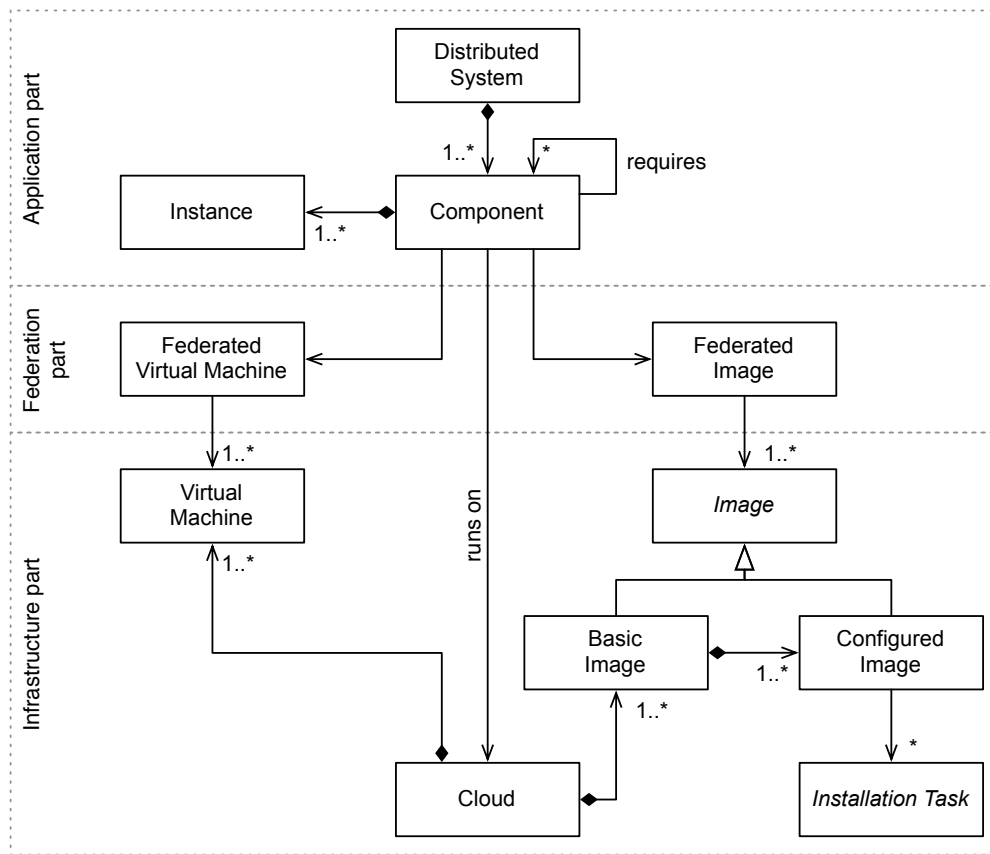 Application part
Distributed
System
1..*
*
requires
Instance
1..*
Component
Federation
part
Federated
Virtual Machine
Federated
Image
Infrastructure part
1..*
1..*
Virtual
Machine
Image
1..*
runs on
Basic
Image
1..*
Configured
Image
1..*
*
Cloud
Installation Task